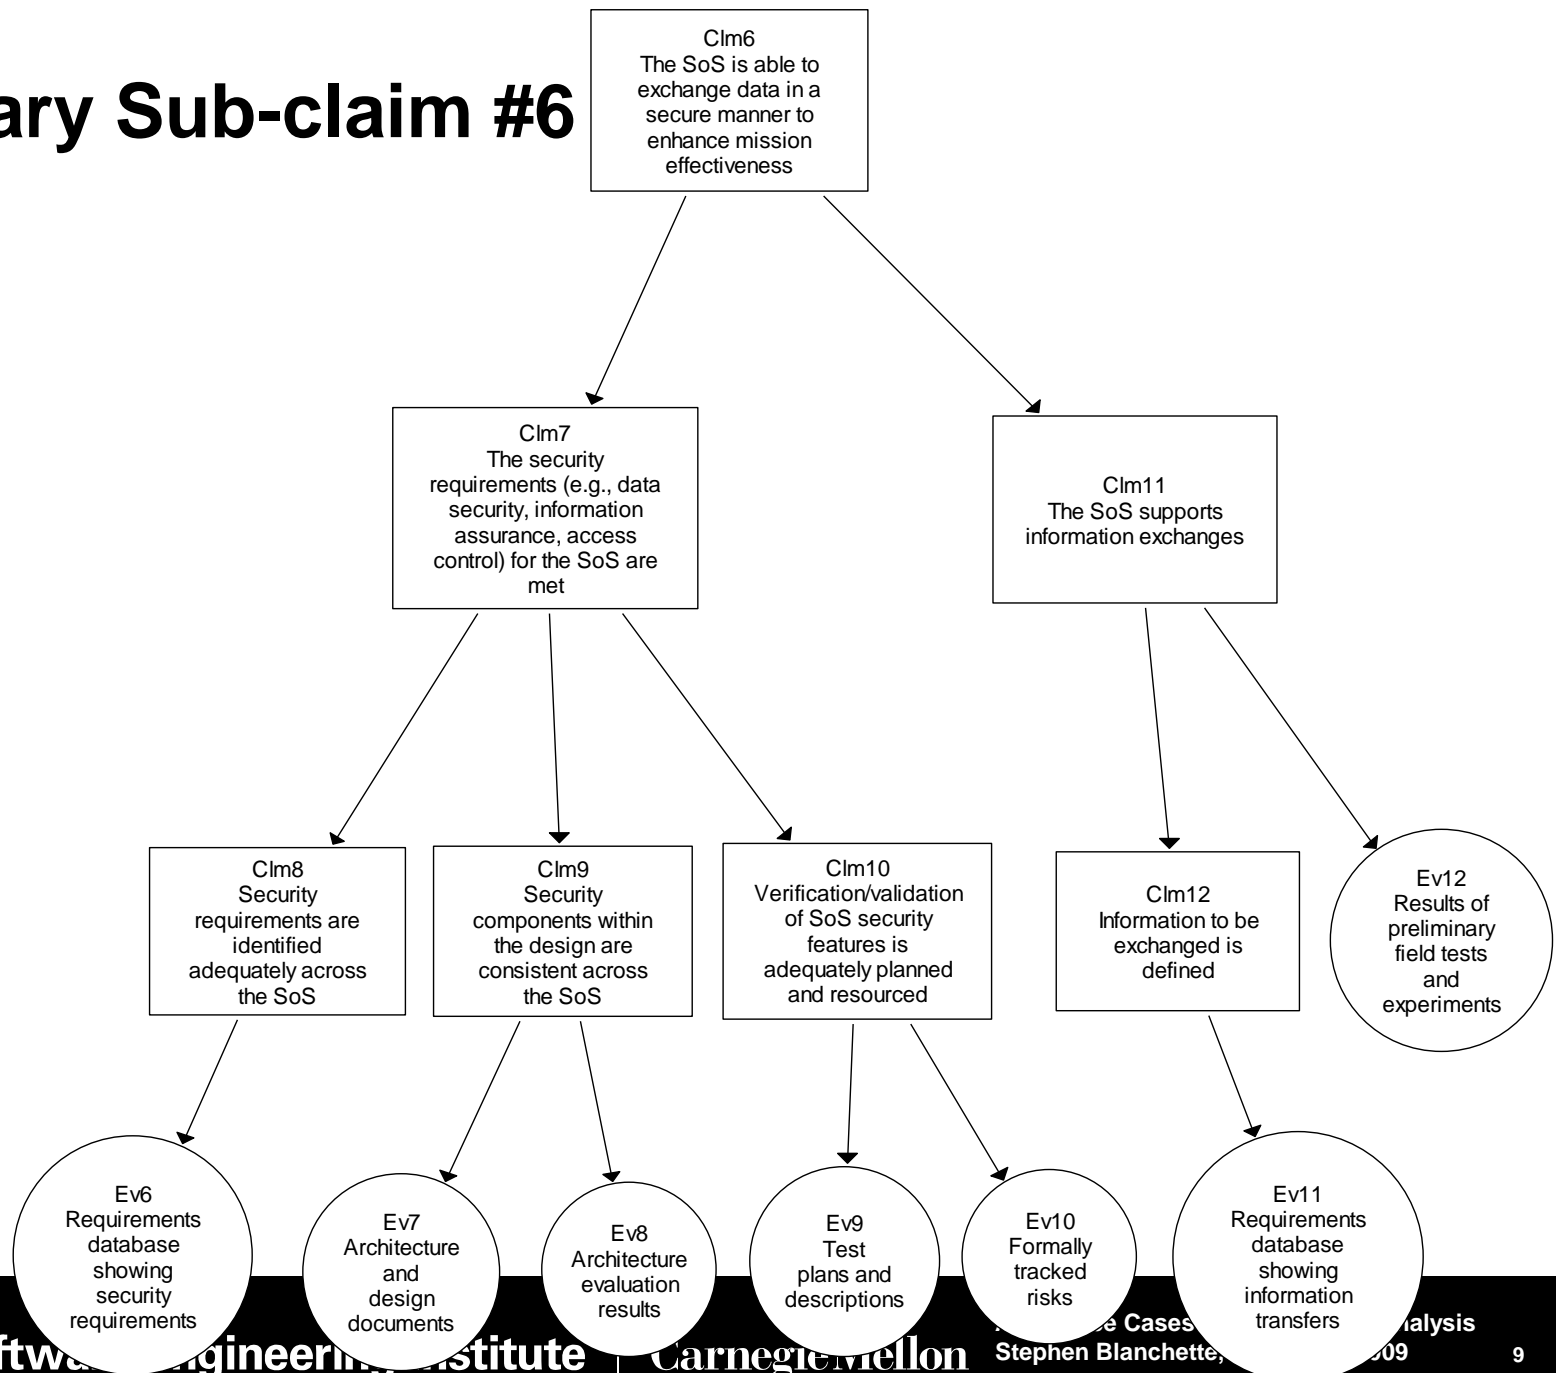 Clm6
The SoS is able to
exchange data in a
secure manner to
enhance mission
effectiveness
Sub-claim #6
Clm7
The security
requirements (e.g., data
security, information
assurance, access
control) for the SoS are
met
Clm11
The SoS supports
information exchanges
Clm8
Security
requirements are
identified
adequately across
the SoS
Clm9
Security
components within
the design are
consistent across
the SoS
Clm10
Verification/validation
of SoS security
features is
adequately planned
and resourced
Clm12
Information to be
exchanged is
defined
Ev12
Results of
preliminary
field tests
and
experiments
Ev6
Requirements
database
showing
security
requirements
Ev7
Architecture
and
design
documents
Ev8
Architecture
evaluation
results
Ev9
Test
plans and
descriptions
Ev10
Formally
tracked
risks
Ev11
Requirements
database
showing
information
transfers
Carnegie Mellon
Cases
Stephen Blanchette,
9